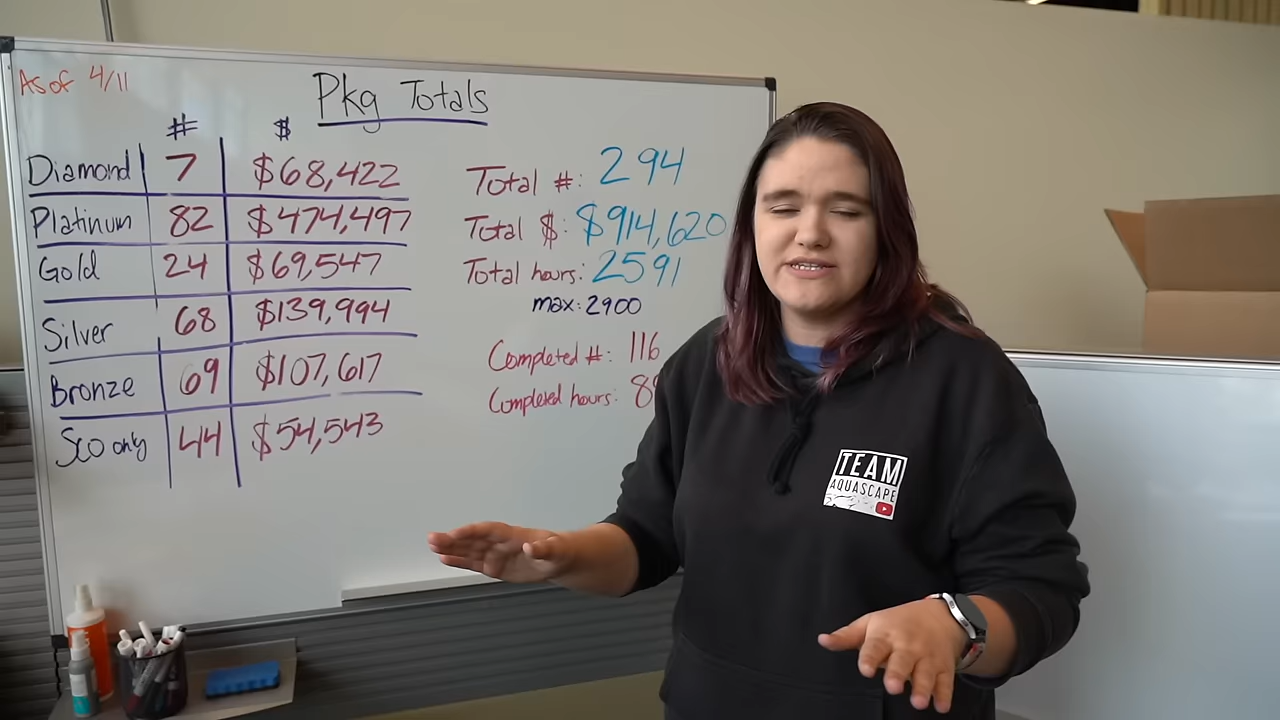 As of 4/11
Pkg Totals
# $
Diamond 7 $68,422
Platinum 82 $474,497
Gold 24 $69,547
Silver 68 $139,994
Bronze 69 $107,617
Sco only 44 $54,543
Total #: 294
Total $: $914,620
Total hours: 2591
max: 2900
Completed #: 116
Completed hours: 8
TEAM
AQUASCAPE